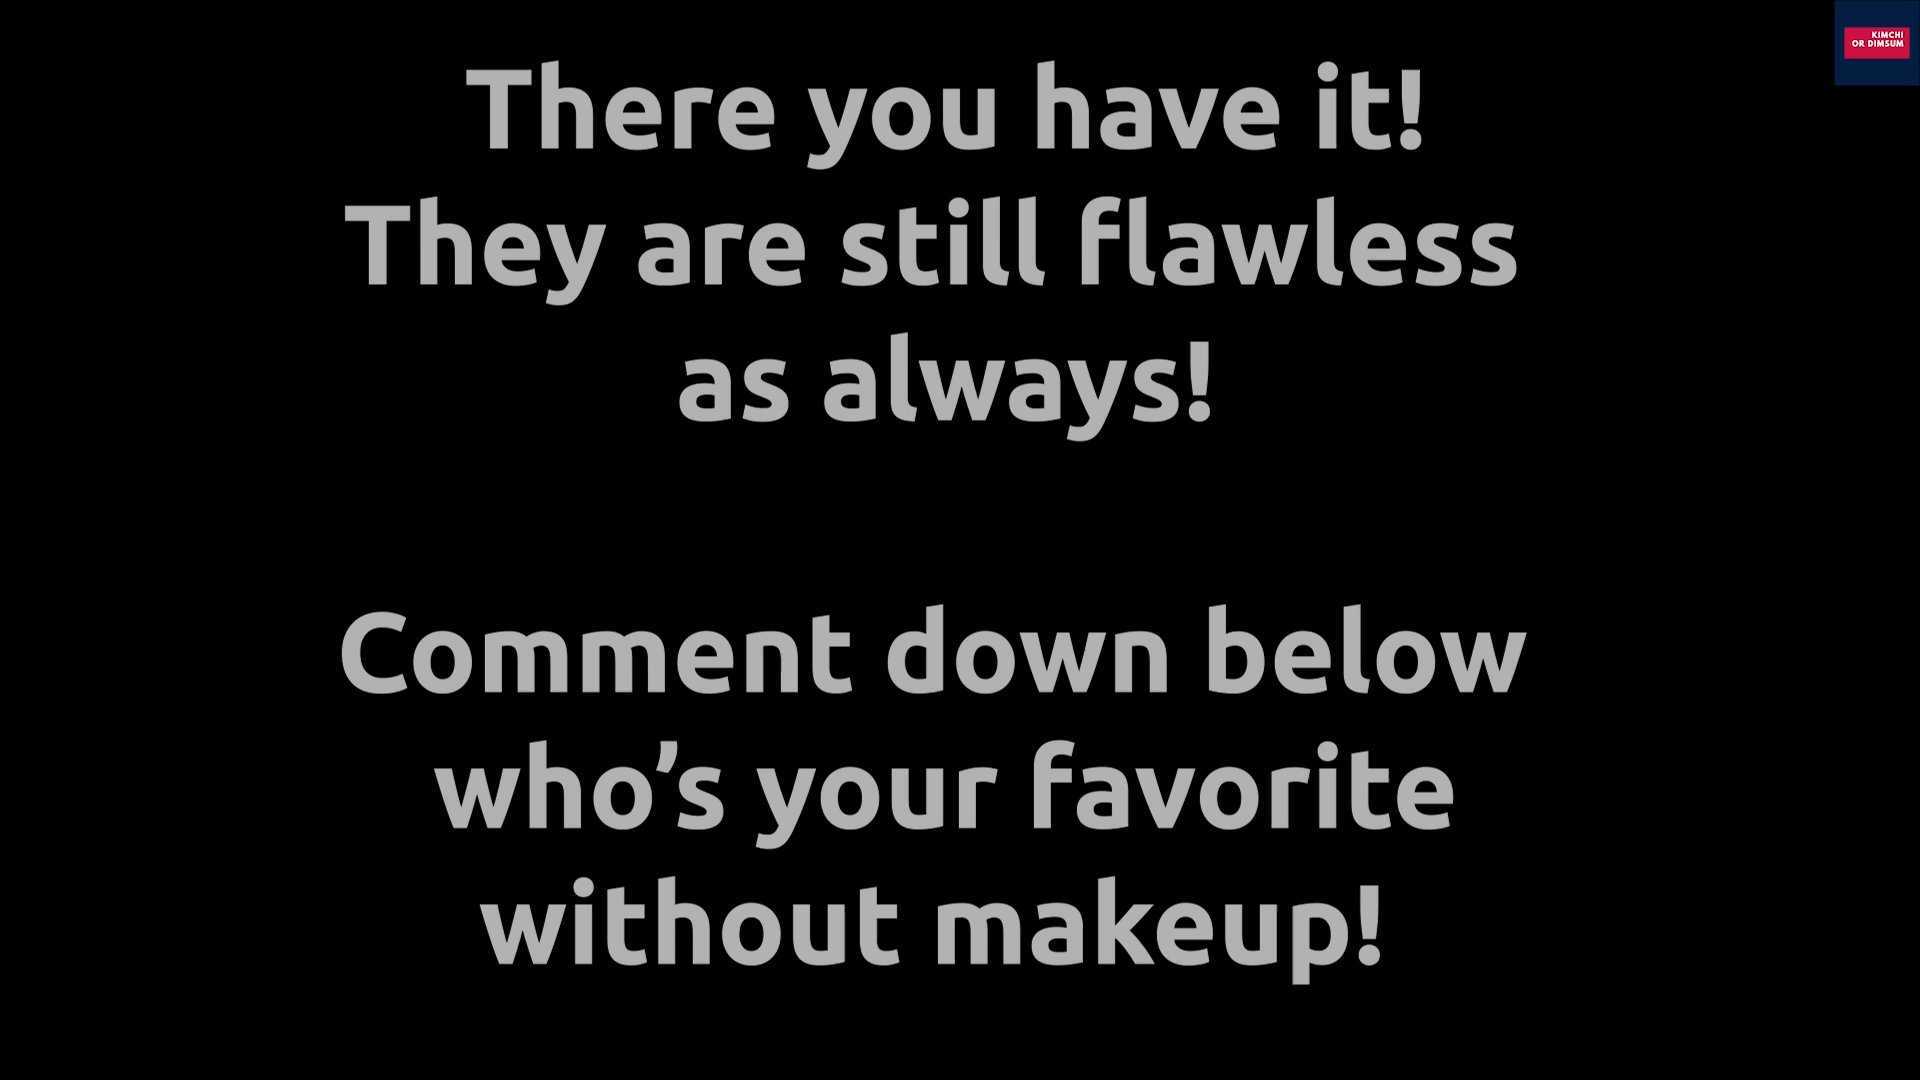 KIMCHI
OR DIMSUM
There you have it!
They are still flawless
as always!
Comment down below
who’s your favorite
without makeup!